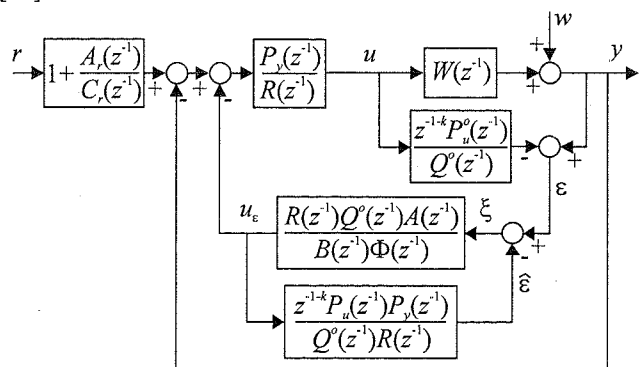 r
1+ A_r(z^{-1}) / C_r(z^{-1})
+ -
+ -
P_y(z^{-1}) / R(z^{-1})
u
W(z^{-1})
+ +
w
y
z^{-1-k}P_u^o(z^{-1}) / Q^o(z^{-1})
- +
ε
u_ε
R(z^{-1})Q^o(z^{-1})A(z^{-1}) / B(z^{-1})Φ(z^{-1})
ξ
+ -
ε̂
z^{-1-k}P_u(z^{-1})P_y(z^{-1}) / Q^o(z^{-1})R(z^{-1})